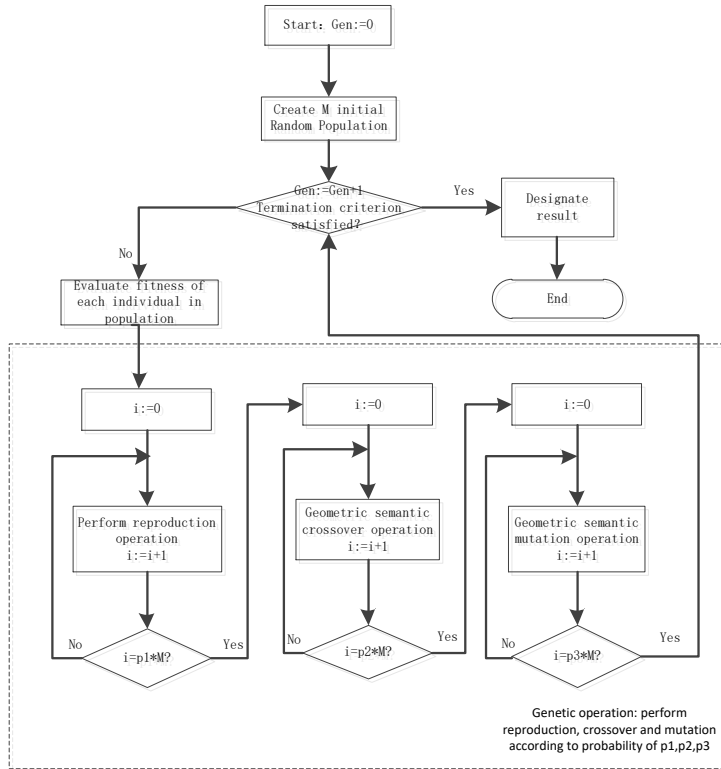 Start: Gen:=0
Create M initial
Random Population
Gen:=Gen+1
Termination criterion
satisfied?
Yes
Designate
result
No
Evaluate fitness of
each individual in
population
End
i:=0
i:=0
i:=0
Perform reproduction
operation
i:=i+1
Geometric semantic
crossover operation
i:=i+1
Geometric semantic
mutation operation
i:=i+1
No
i=p1*M?
Yes
No
i=p2*M?
Yes
No
i=p3*M?
Yes
Genetic operation: perform
reproduction, crossover and mutation
according to probability of p1,p2,p3